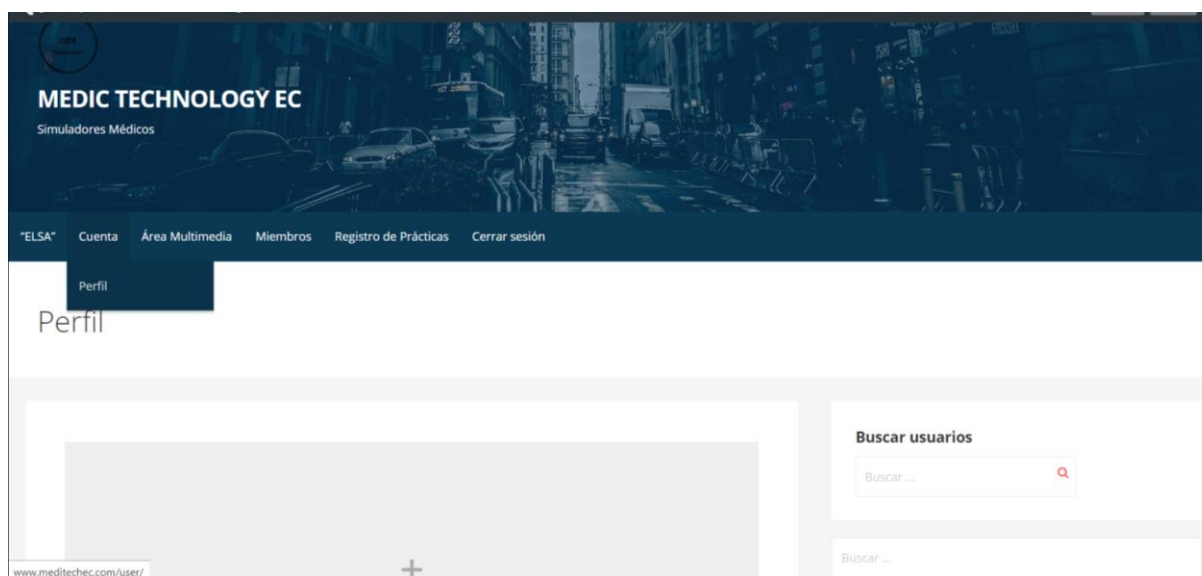 MEDIC TECHNOLOGY EC
Simuladores Médicos
"ELSA" Cuenta Área Multimedia Miembros Registro de Prácticas Cerrar sesión
Perfil
Perfil
Buscar usuarios
Buscar ...
Buscar ...
www.meditechec.com/user/